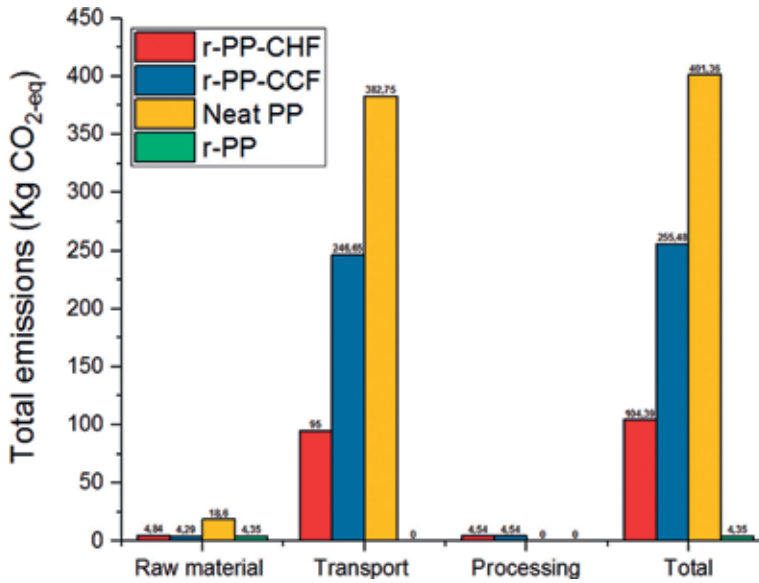 450
400
350
300
250
200
150
100
50
0
Total emissions (Kg CO2-eq)
r-PP-CHF
r-PP-CCF
Neat PP
r-PP
4,84
4,29
18,6
4,35
95
246,65
382,75
0
4,54
4,54
0
0
104,39
255,48
401,36
4,35
Raw material
Transport
Processing
Total